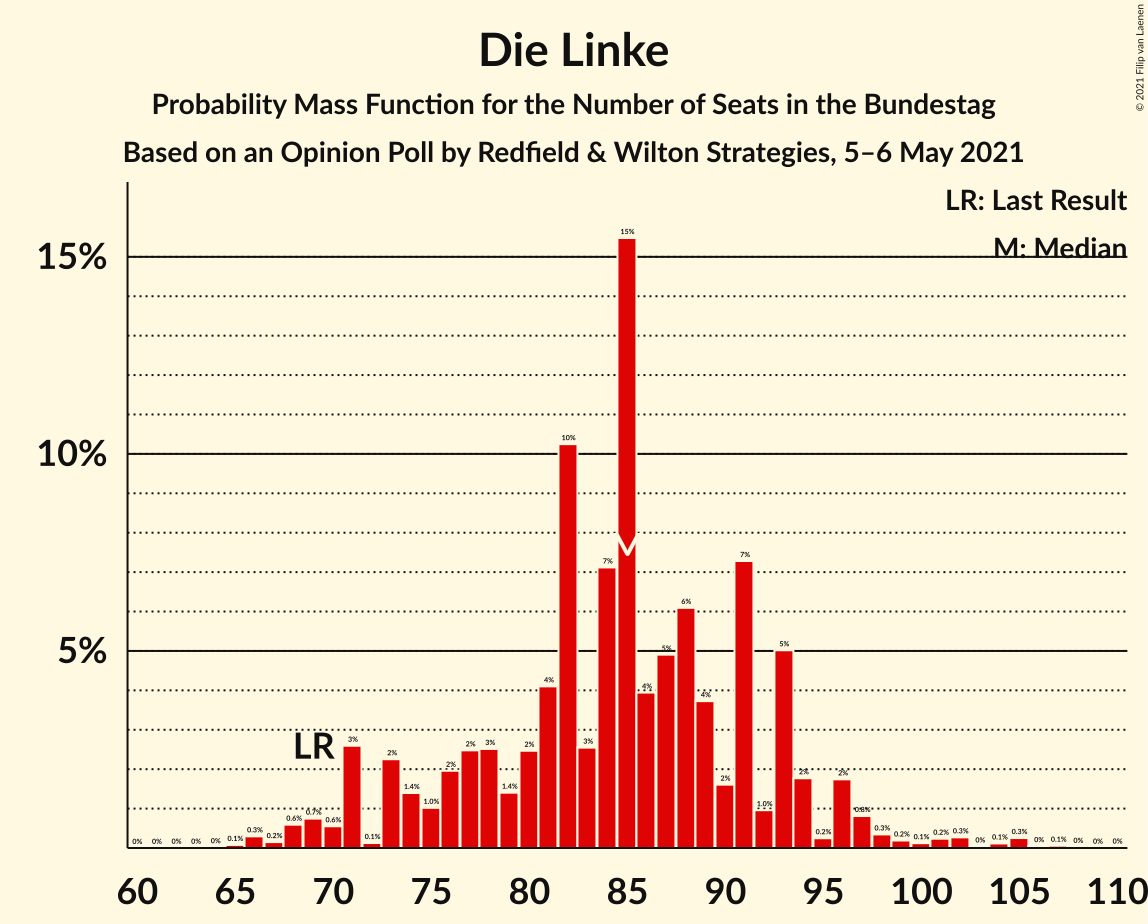 © 2021 Filip van Laenen
Die Linke
Probability Mass Function for the Number of Seats in the Bundestag
Based on an Opinion Poll by Redfield & Wilton Strategies, 5–6 May 2021
LR: Last Result
M: Median
15%
10%
5%
LR
0% 0% 0% 0% 0% 0.1% 0.3% 0.2% 0.6% 0.7% 0.6% 3% 0.1% 2% 1.4% 1.0% 2% 2% 3% 1.4% 2% 4% 10% 3% 7% 15% 4% 5% 6% 4% 2% 7% 1.0% 5% 2% 0.2% 2% 0.8% 0.3% 0.2% 0.1% 0.2% 0.3% 0% 0.1% 0.3% 0% 0.1% 0% 0% 0%
60 65 70 75 80 85 90 95 100 105 110